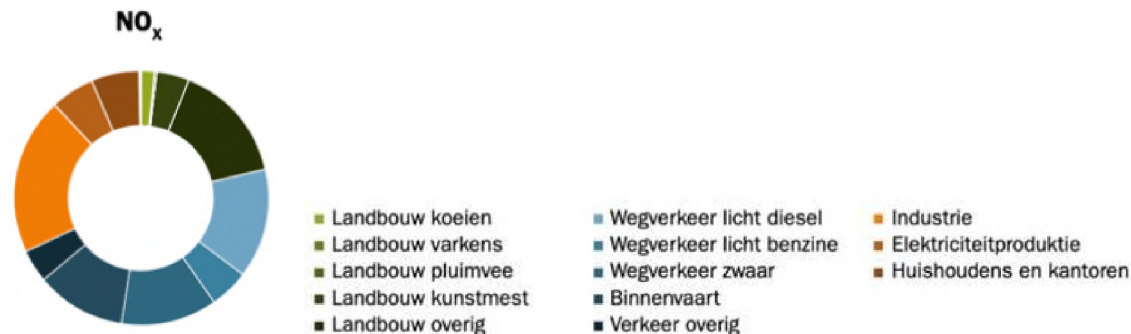 NOx
Landbouw koeien
Landbouw varkens
Landbouw pluimvee
Landbouw kunstmest
Landbouw overig
Wegverkeer licht diesel
Wegverkeer licht benzine
Wegverkeer zwaar
Binnenvaart
Verkeer overig
Industrie
Elektriciteitproduktie
Huishoudens en kantoren